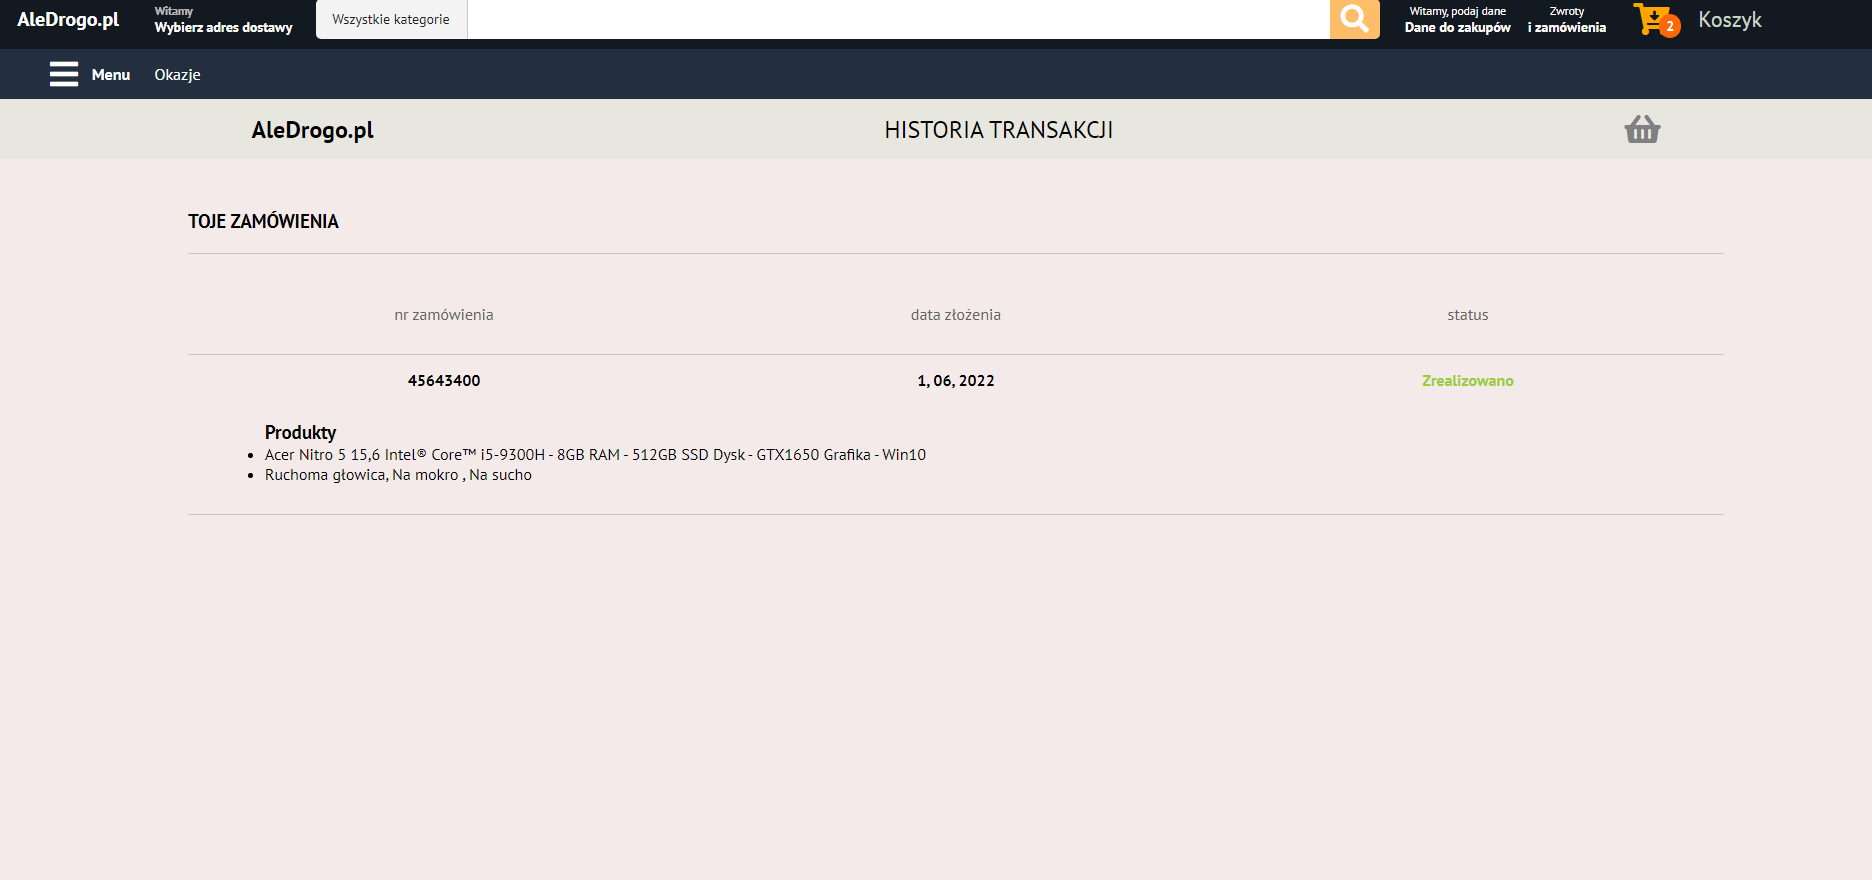 AleDrogo.pl
Witamy
Wybierz adres dostawy
Wszystkie kategorie
Witamy, podaj dane
Dane do zakupów
Zwroty
i zamówienia
2
Koszyk
Menu
Okazje
AleDrogo.pl
HISTORIA TRANSAKCJI
TOJE ZAMÓWIENIA
nr zamówienia
data złożenia
status
45643400
1, 06, 2022
Zrealizowano
Produkty
Acer Nitro 5 15,6 Intel® Core™ i5-9300H - 8GB RAM - 512GB SSD Dysk - GTX1650 Grafika - Win10
Ruchoma głowica, Na mokro , Na sucho